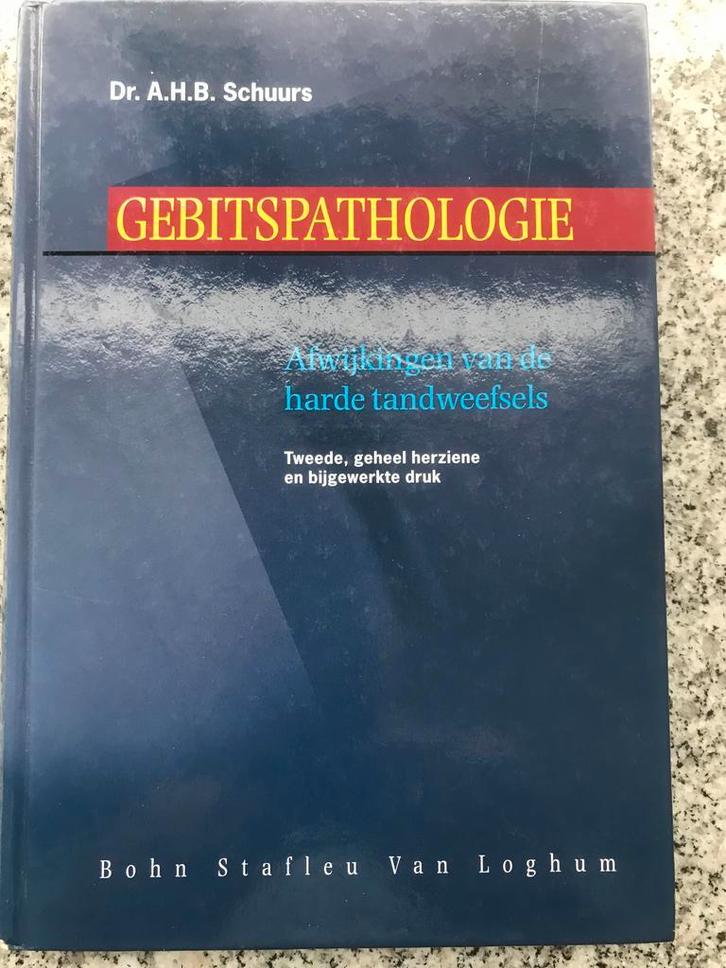 Dr. A.H.B. Schuurs
GEBITSPATHOLOGIE
Afwijkingen van de
harde tandweefsels
Tweede, geheel herziene
en bijgewerkte druk
Bohn Stafleu Van Loghum